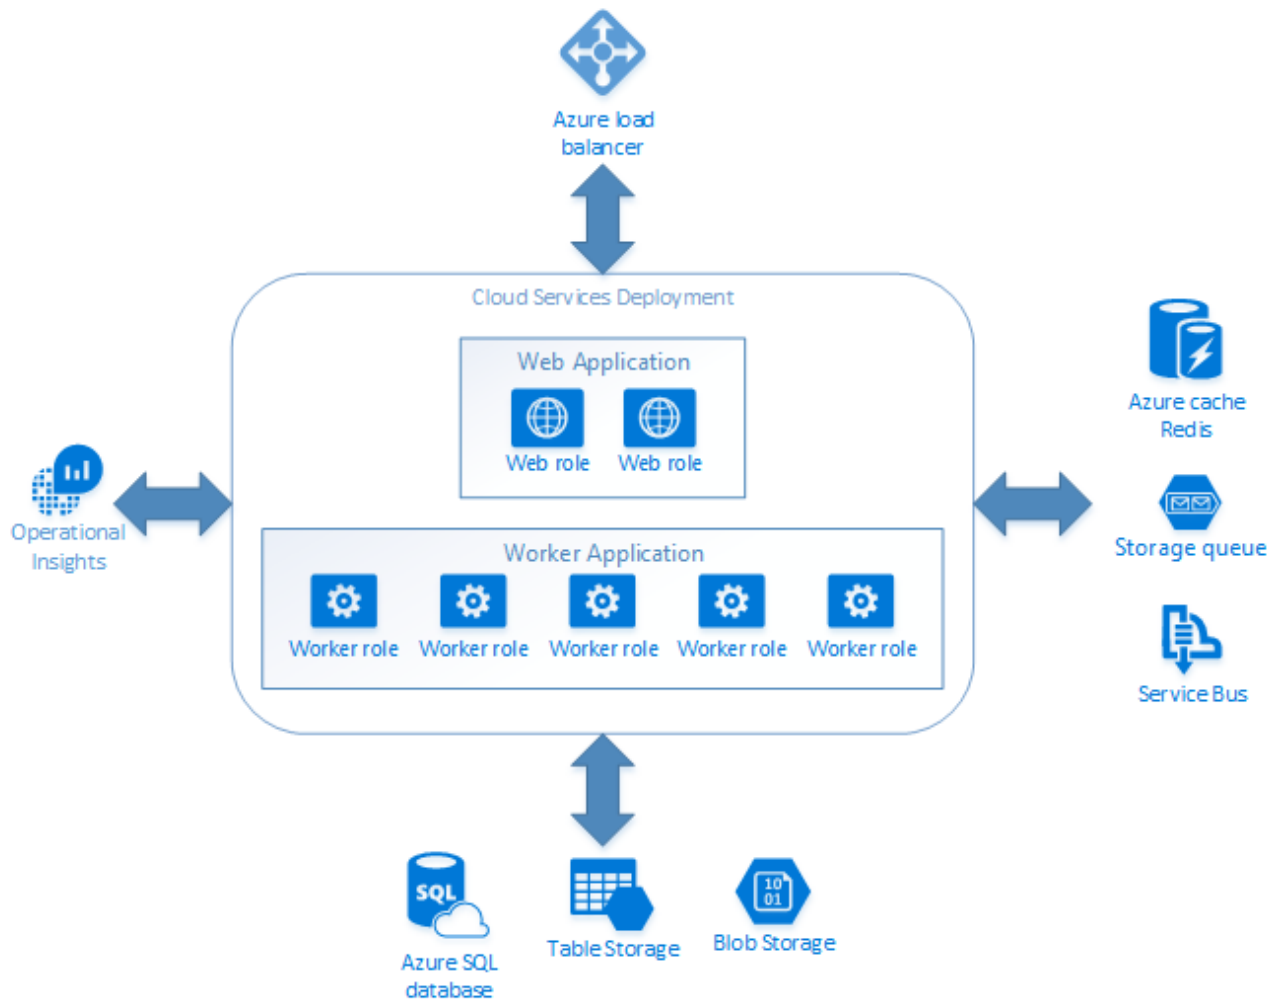 Azure load
balancer
Cloud Services Deployment
Web Application
Web role Web role
Azure cache
Redis
Operational
Insights
Storage queue
Worker Application
Worker role Worker role Worker role Worker role Worker role
Service Bus
SQL
10
01
Azure SQL
database
Table Storage
Blob Storage